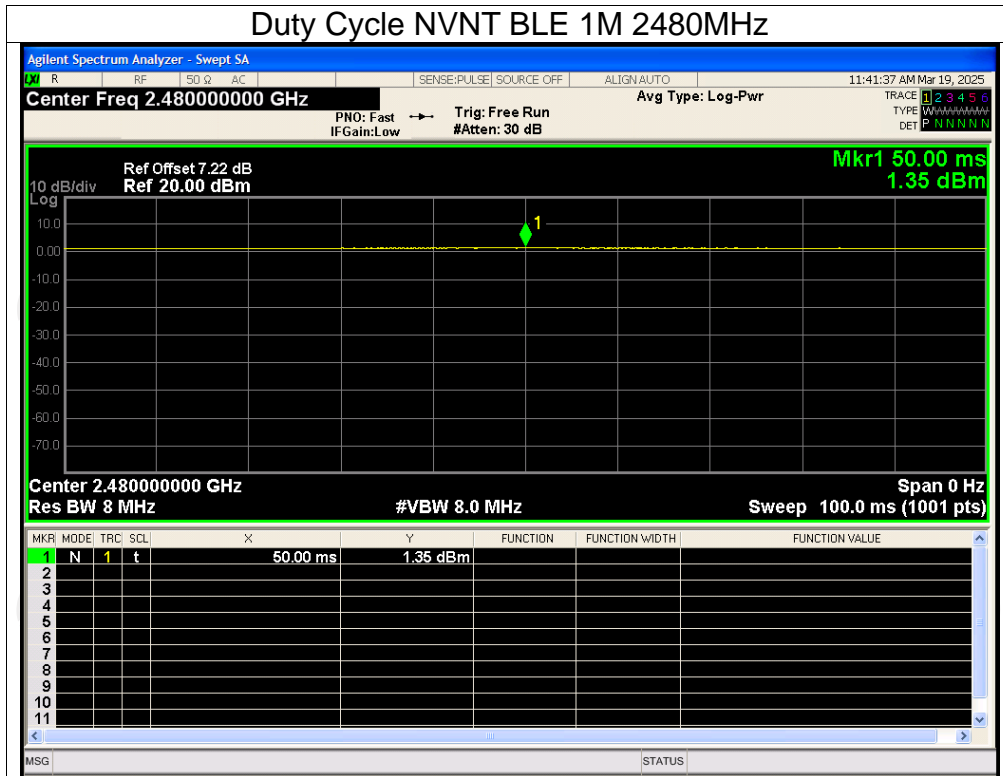 Duty Cycle NVNT BLE 1M 2480MHz
Agilent Spectrum Analyzer - Swept SA
LXI R RF 50 Ω AC SENSE:PULSE SOURCE OFF ALIGN AUTO 11:41:37 AM Mar 19, 2025
Center Freq 2.480000000 GHz Avg Type: Log-Pwr TRACE 1 2 3 4 5 6
PNO: Fast Trig: Free Run TYPE WWWWWW
IFGain:Low #Atten: 30 dB DET P N N N N N
Mkr1 50.00 ms
Ref Offset 7.22 dB
10 dB/div Ref 20.00 dBm 1.35 dBm
Log
10.0
1
0.00
-10.0
-20.0
-30.0
-40.0
-50.0
-60.0
-70.0
Center 2.480000000 GHz Span 0 Hz
Res BW 8 MHz #VBW 8.0 MHz Sweep 100.0 ms (1001 pts)
MKR MODE TRC SCL X Y FUNCTION FUNCTION WIDTH FUNCTION VALUE
1 N 1 t 50.00 ms 1.35 dBm
2
3
4
5
6
7
8
9
10
11
MSG STATUS